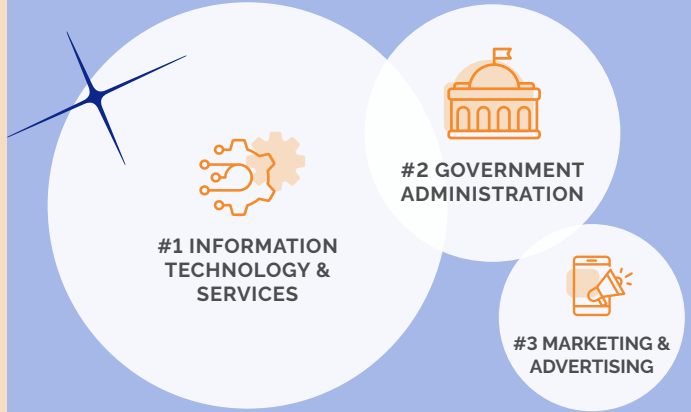 #1 INFORMATION
TECHNOLOGY &
SERVICES
#2 GOVERNMENT
ADMINISTRATION
#3 MARKETING &
ADVERTISING